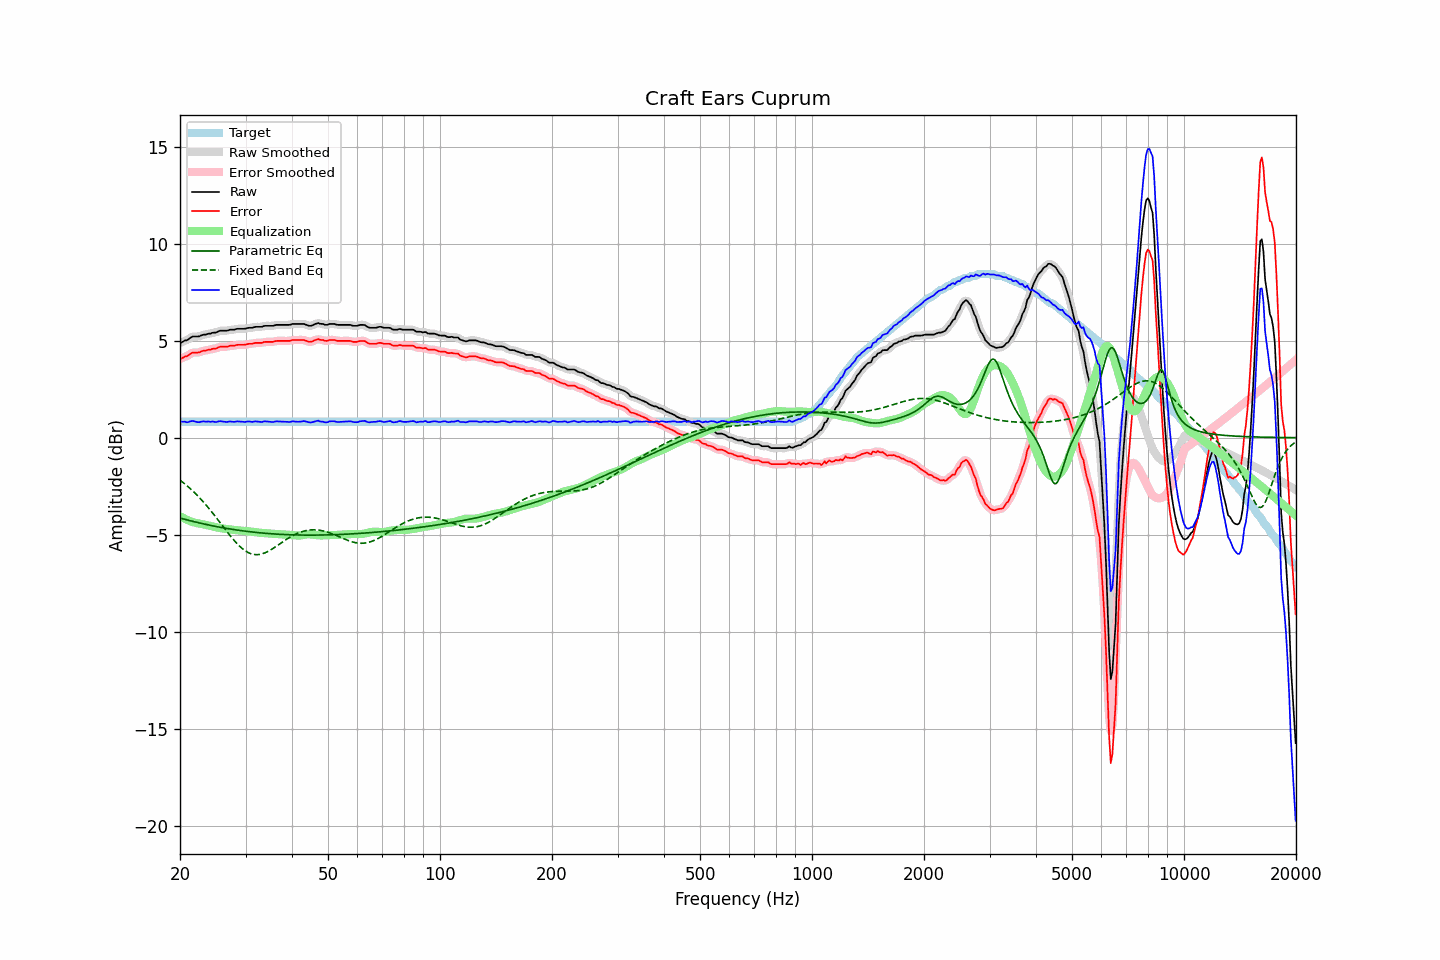 Craft Ears Cuprum
Target
Raw Smoothed
Error Smoothed
Raw
Error
Equalization
Parametric Eq
Fixed Band Eq
Equalized
15
10
5
0
−5
−10
−15
−20
Amplitude (dBr)
20 50 100 200 500 1000 2000 5000 10000 20000
Frequency (Hz)